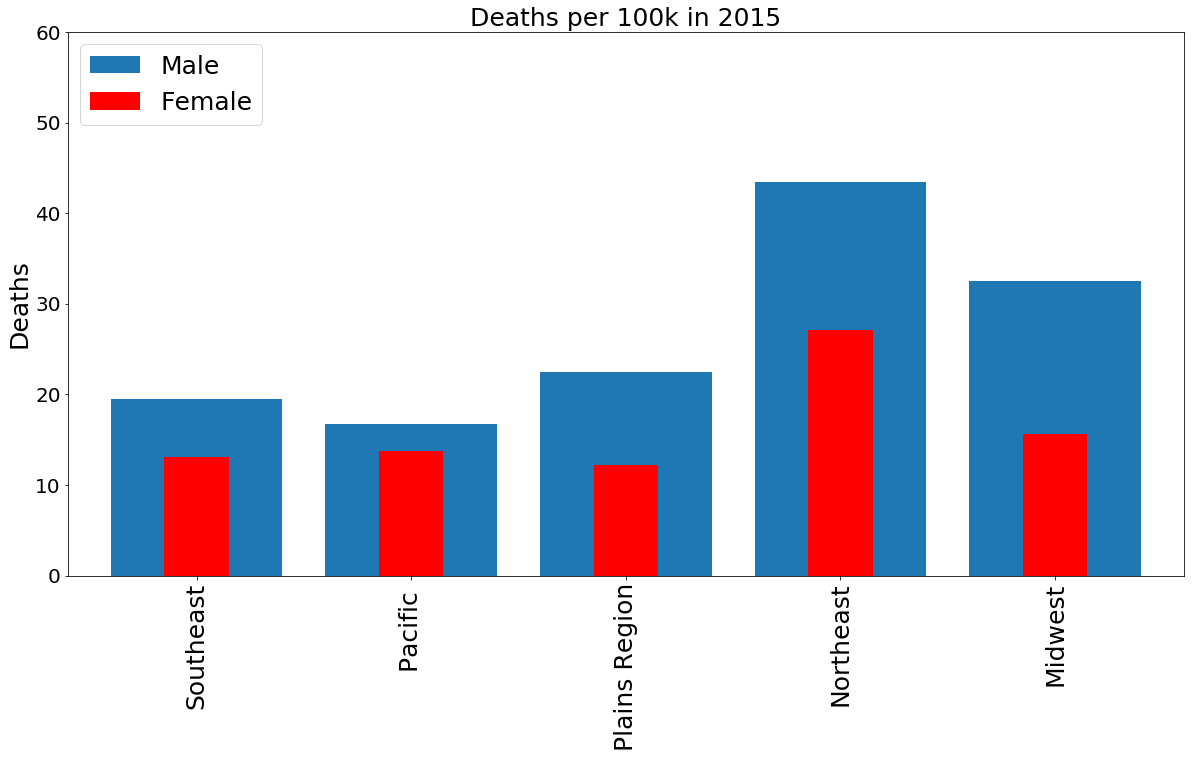 Deaths per 100k in 2015
Male
Female
60
50
40
30
20
10
0
Deaths
Southeast
Pacific
Plains Region
Northeast
Midwest